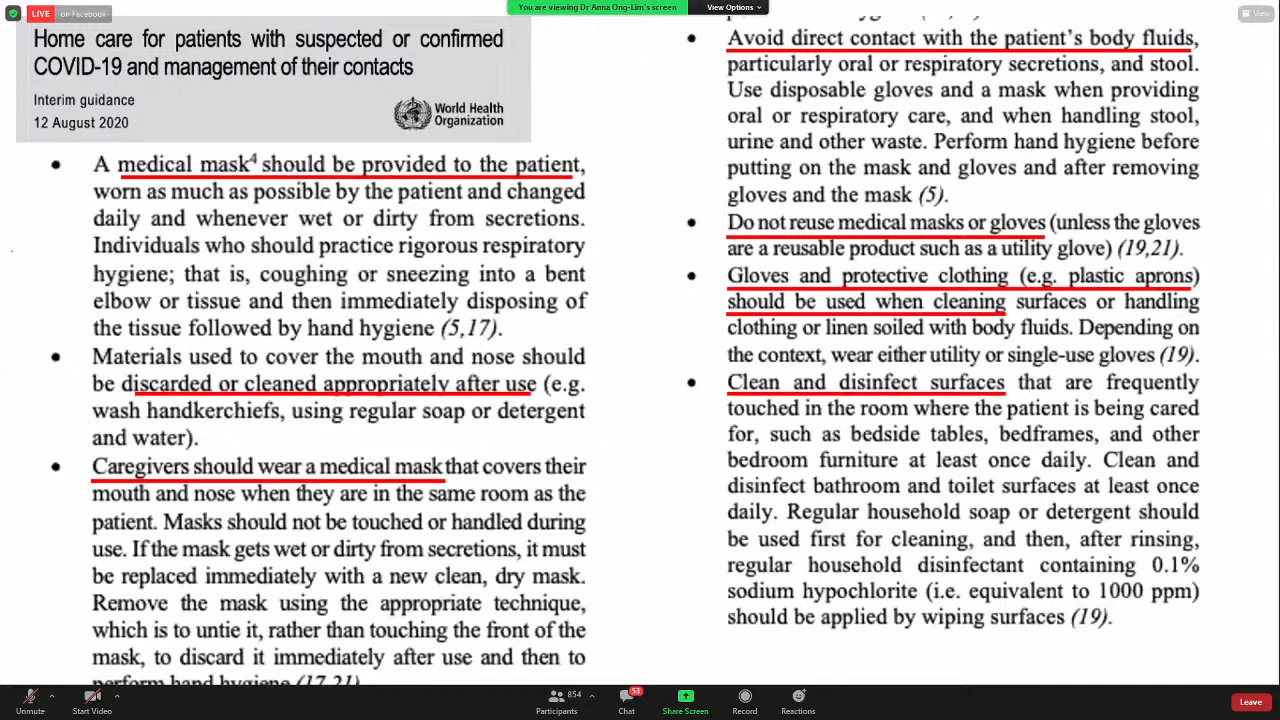 LIVE on Facebook
You are viewing Dr Anna Ong-Lim's screen
View Options
View
Home care for patients with suspected or confirmed
COVID-19 and management of their contacts
Interim guidance
12 August 2020
World Health
Organization
• A medical mask⁴ should be provided to the patient,
worn as much as possible by the patient and changed
daily and whenever wet or dirty from secretions.
Individuals who should practice rigorous respiratory
hygiene; that is, coughing or sneezing into a bent
elbow or tissue and then immediately disposing of
the tissue followed by hand hygiene (5,17).
• Materials used to cover the mouth and nose should
be discarded or cleaned appropriately after use (e.g.
wash handkerchiefs, using regular soap or detergent
and water).
• Caregivers should wear a medical mask that covers their
mouth and nose when they are in the same room as the
patient. Masks should not be touched or handled during
use. If the mask gets wet or dirty from secretions, it must
be replaced immediately with a new clean, dry mask.
Remove the mask using the appropriate technique,
which is to untie it, rather than touching the front of the
mask, to discard it immediately after use and then to
perform hand hygiene (17,21).
• Avoid direct contact with the patient's body fluids,
particularly oral or respiratory secretions, and stool.
Use disposable gloves and a mask when providing
oral or respiratory care, and when handling stool,
urine and other waste. Perform hand hygiene before
putting on the mask and gloves and after removing
gloves and the mask (5).
• Do not reuse medical masks or gloves (unless the gloves
are a reusable product such as a utility glove) (19,21).
• Gloves and protective clothing (e.g. plastic aprons)
should be used when cleaning surfaces or handling
clothing or linen soiled with body fluids. Depending on
the context, wear either utility or single-use gloves (19).
• Clean and disinfect surfaces that are frequently
touched in the room where the patient is being cared
for, such as bedside tables, bedframes, and other
bedroom furniture at least once daily. Clean and
disinfect bathroom and toilet surfaces at least once
daily. Regular household soap or detergent should
be used first for cleaning, and then, after rinsing,
regular household disinfectant containing 0.1%
sodium hypochlorite (i.e. equivalent to 1000 ppm)
should be applied by wiping surfaces (19).
Unmute
Start Video
854
Participants
53
Chat
Share Screen
Record
Reactions
Leave